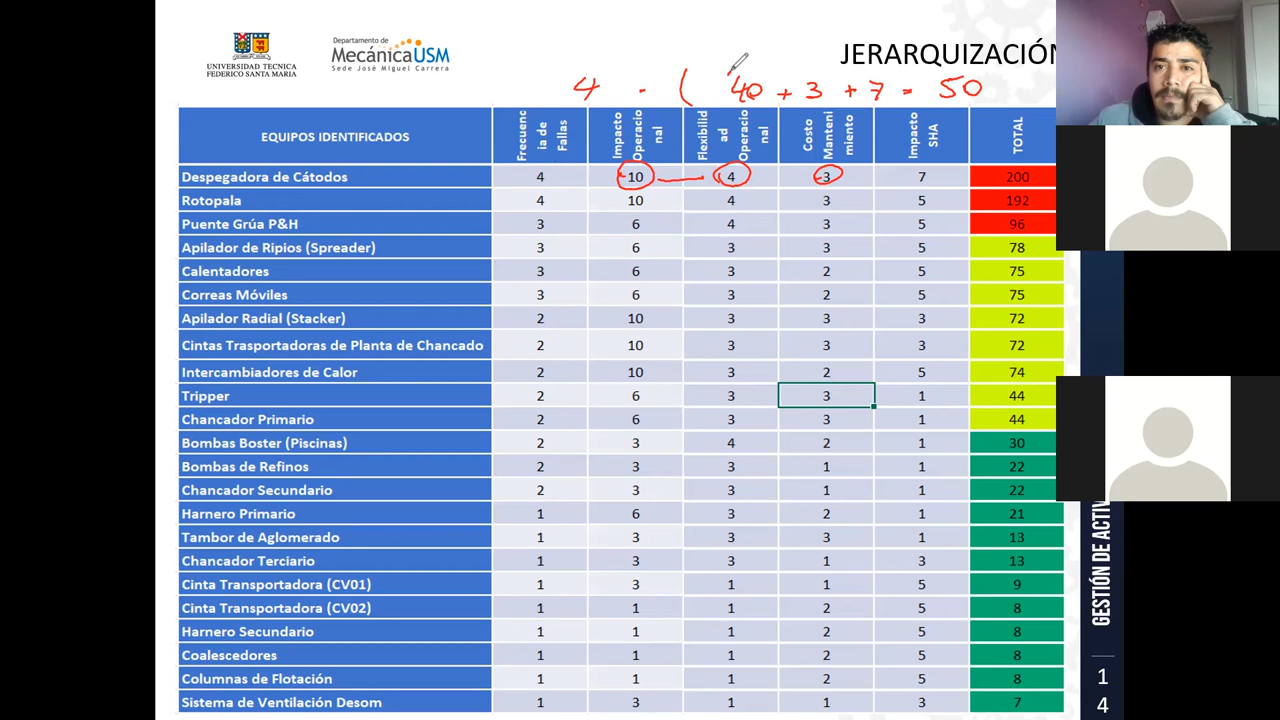 UNIVERSIDAD TECNICA
FEDERICO SANTA MARIA
Departamento de
MecánicaUSM
Sede José Miguel Carrera
JERARQUIZACIÓN
4 · ( 40 + 3 + 7 = 50
EQUIPOS IDENTIFICADOS Frecuenc ia de Fallas Impacto Operacio nal Flexibilid ad Operacio nal Costo Manteni miento Impacto SHA TOTAL
Despegadora de Cátodos 4 10 4 3 7 200
Rotopala 4 10 4 3 5 192
Puente Grúa P&H 3 6 4 3 5 96
Apilador de Ripios (Spreader) 3 6 3 3 5 78
Calentadores 3 6 3 2 5 75
Correas Móviles 3 6 3 2 5 75
Apilador Radial (Stacker) 2 10 3 3 3 72
Cintas Trasportadoras de Planta de Chancado 2 10 3 3 3 72
Intercambiadores de Calor 2 10 3 2 5 74
Tripper 2 6 3 3 1 44
Chancador Primario 2 6 3 3 1 44
Bombas Boster (Piscinas) 2 3 4 2 1 30
Bombas de Refinos 2 3 3 1 1 22
Chancador Secundario 2 3 3 1 1 22
Harnero Primario 1 6 3 2 1 21
Tambor de Aglomerado 1 3 3 3 1 13
Chancador Terciario 1 3 3 1 3 13
Cinta Transportadora (CV01) 1 3 1 1 5 9
Cinta Transportadora (CV02) 1 1 1 2 5 8
Harnero Secundario 1 1 1 2 5 8
Coalescedores 1 1 1 2 5 8
Columnas de Flotación 1 1 1 2 5 8
Sistema de Ventilación Desom 1 3 1 1 3 7
GESTIÓN DE ACTIV
1
4